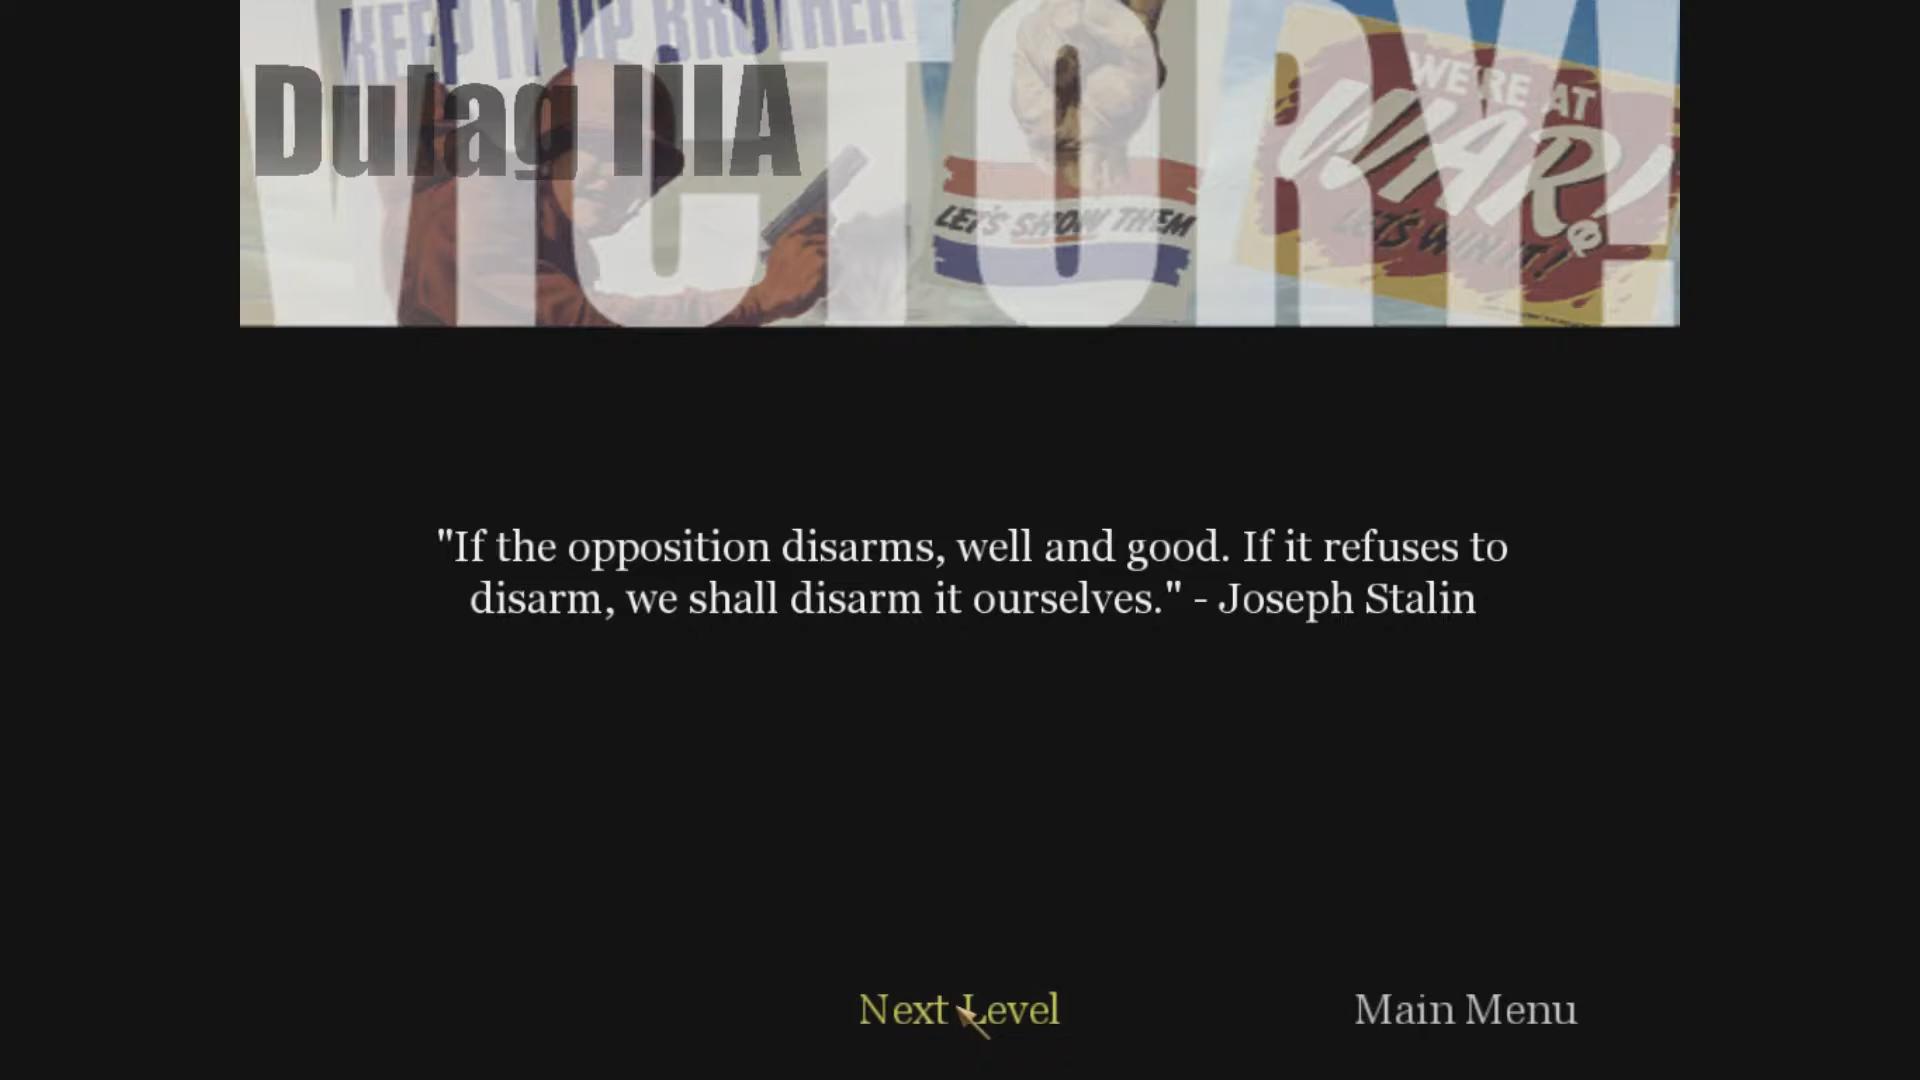 KEEP IT UP BROTHER
VICTORY!
Dulag IIIA
WE'RE AT
WAR!
LET'S SHOW THEM
LET'S WIN IT!
"If the opposition disarms, well and good. If it refuses to
disarm, we shall disarm it ourselves." - Joseph Stalin
Next Level
Main Menu